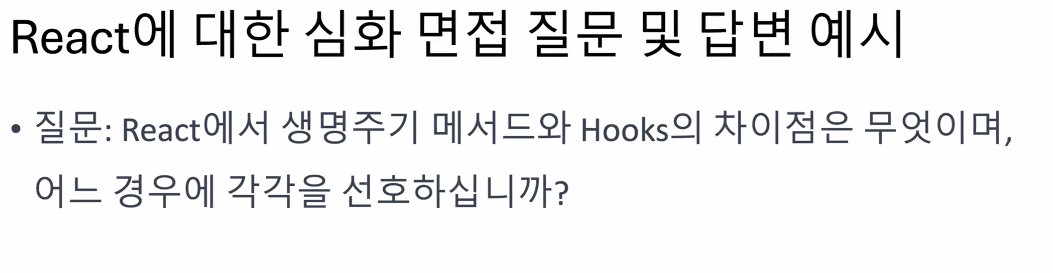 React에 대한 심화 면접 질문 및 답변 예시
• 질문: React에서 생명주기 메서드와 Hooks의 차이점은 무엇이며,
어느 경우에 각각을 선호하십니까?